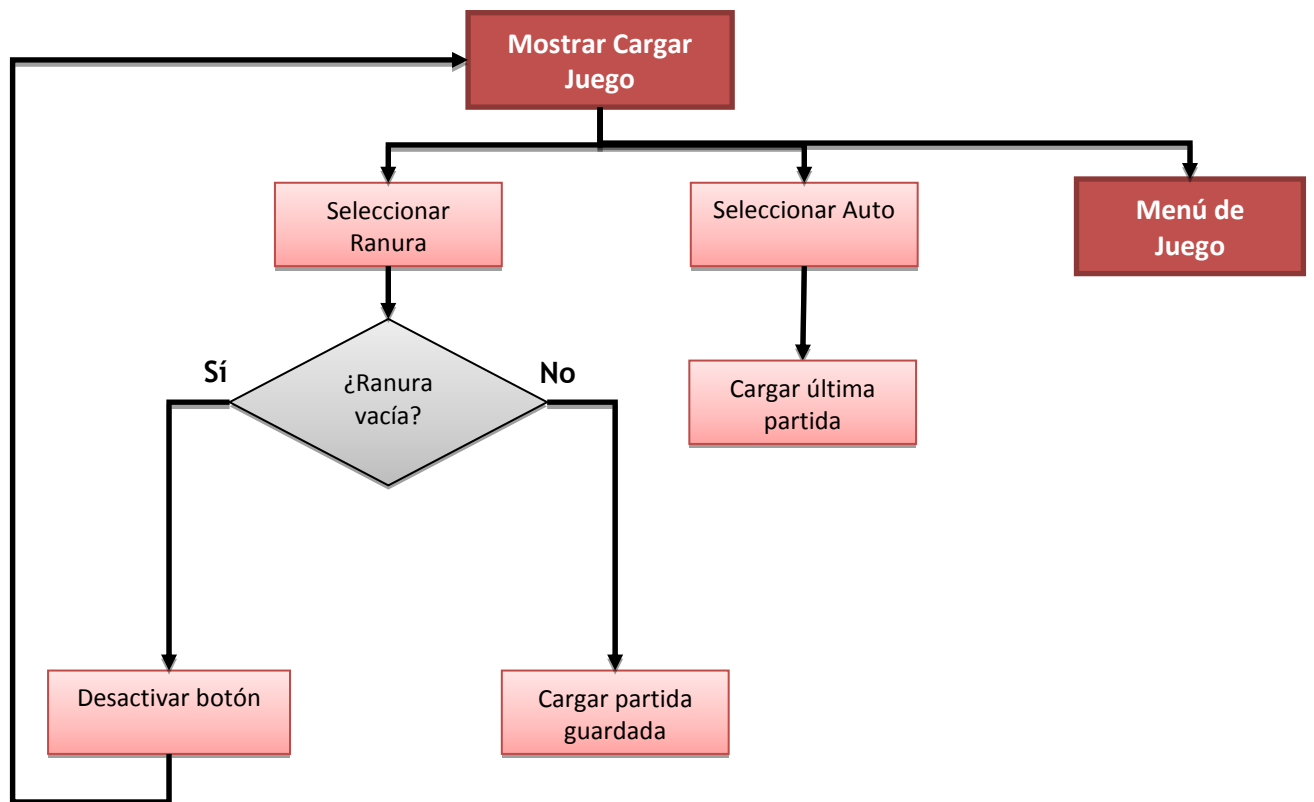 Mostrar Cargar
Juego
Seleccionar
Ranura
Seleccionar Auto
Menú de
Juego
Sí
¿Ranura
vacía?
No
Cargar última
partida
Desactivar botón
Cargar partida
guardada